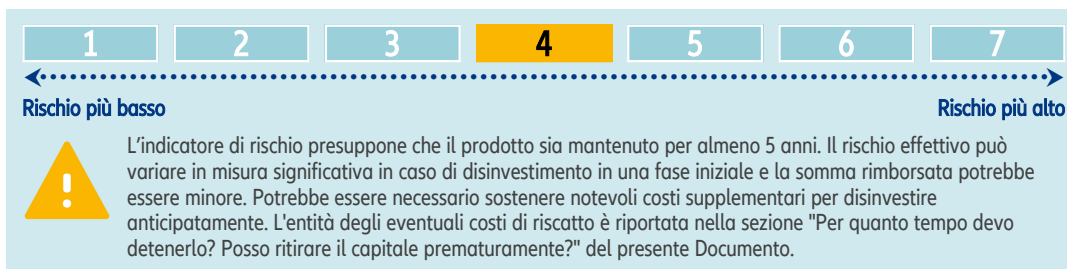 1 2 3 4 5 6 7
Rischio più basso Rischio più alto
L'indicatore di rischio presuppone che il prodotto sia mantenuto per almeno 5 anni. Il rischio effettivo può
variare in misura significativa in caso di disinvestimento in una fase iniziale e la somma rimborsata potrebbe
essere minore. Potrebbe essere necessario sostenere notevoli costi supplementari per disinvestire
anticipatamente. L'entità degli eventuali costi di riscatto è riportata nella sezione "Per quanto tempo devo
detenerlo? Posso ritirare il capitale prematuramente?" del presente Documento.